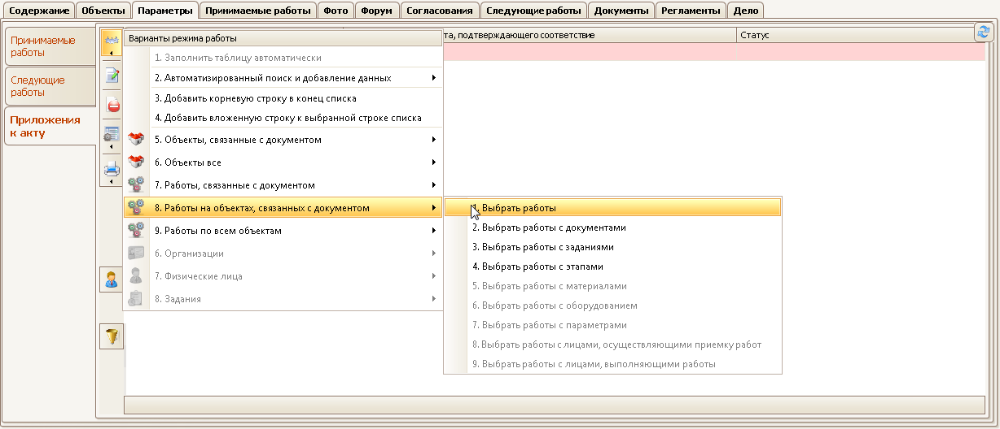 Содержание Объекты Параметры Принимаемые работы Фото Форум Согласования Следующие работы Документы Регламенты Дело
Принимаемые
работы
Следующие
работы
Приложения
к акту
Варианты режима работы
та, подтверждающего соответствие Статус
1. Заполнить таблицу автоматически
2. Автоматизированный поиск и добавление данных
3. Добавить корневую строку в конец списка
4. Добавить вложенную строку к выбранной строке списка
5. Объекты, связанные с документом
6. Объекты все
7. Работы, связанные с документом
8. Работы на объектах, связанных с документом
9. Работы по всем объектам
6. Организации
7. Физические лица
8. Задания
1. Выбрать работы
2. Выбрать работы с документами
3. Выбрать работы с заданиями
4. Выбрать работы с этапами
5. Выбрать работы с материалами
6. Выбрать работы с оборудованием
7. Выбрать работы с параметрами
8. Выбрать работы с лицами, осуществляющими приемку работ
9. Выбрать работы с лицами, выполняющими работы